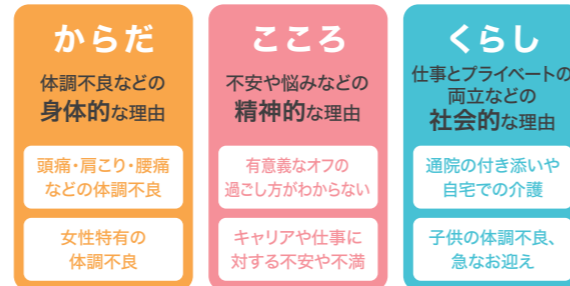 からだ
体調不良などの
身体的な理由
頭痛・肩こり・腰痛
などの体調不良
女性特有の
体調不良
こころ
不安や悩みなどの
精神的な理由
有意義なオフの
過ごし方がわからない
キャリアや仕事に
対する不安や不満
くらし
仕事とプライベートの
両立などの
社会的な理由
通院の付き添いや
自宅での介護
子供の体調不良、
急なお迎え